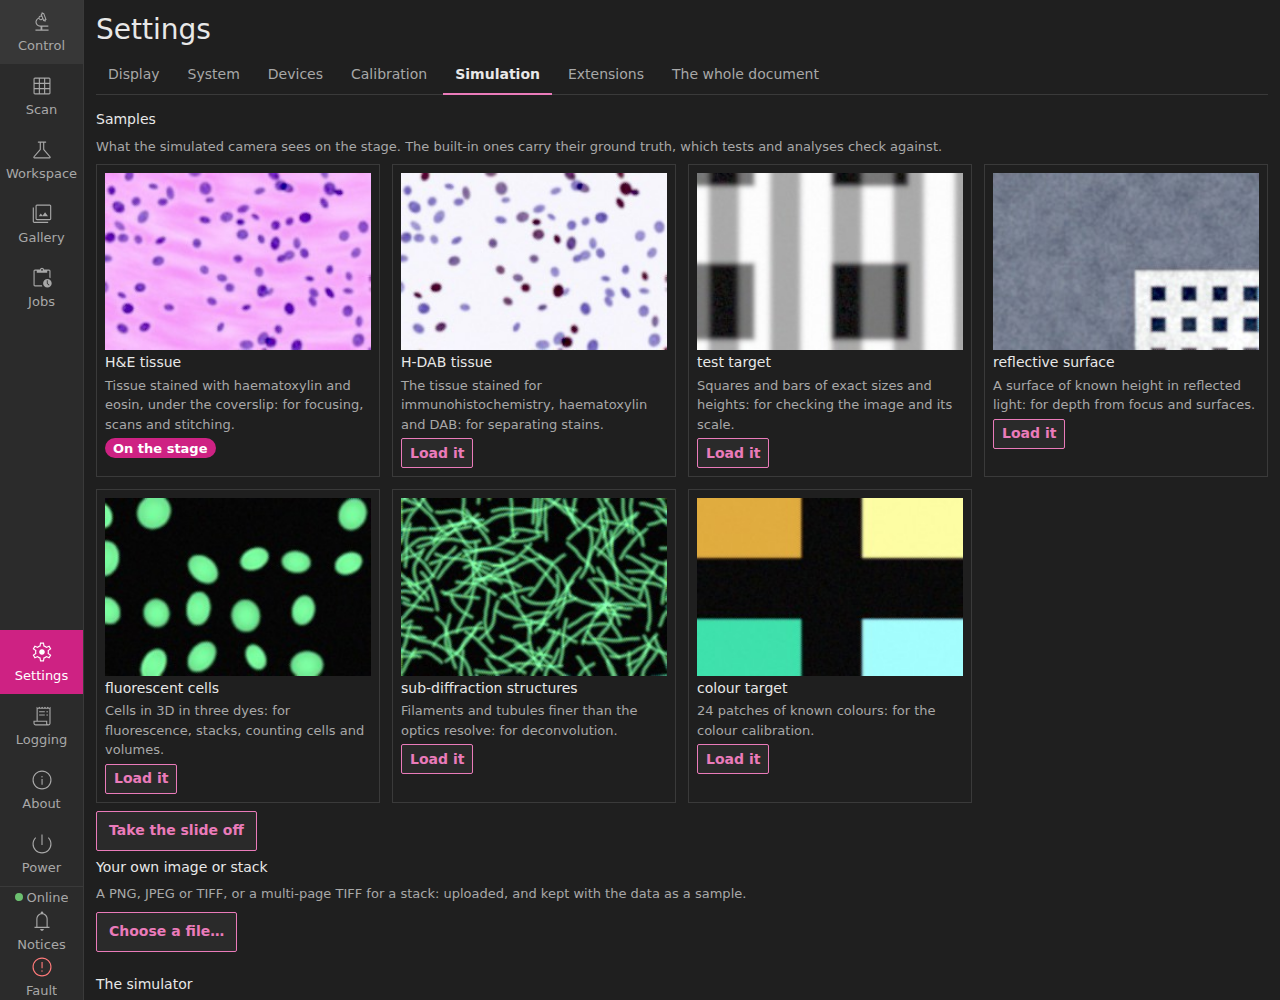 Control
Scan
Workspace
Gallery
Jobs
Settings
Logging
About
Power
Online
Notices
Fault
Settings
Display
System
Devices
Calibration
Simulation
Extensions
The whole document
Samples
What the simulated camera sees on the stage. The built-in ones carry their ground truth, which tests and analyses check against.
H&E tissue
Tissue stained with haematoxylin and
eosin, under the coverslip: for focusing,
scans and stitching.
On the stage
H-DAB tissue
The tissue stained for
immunohistochemistry, haematoxylin
and DAB: for separating stains.
Load it
test target
Squares and bars of exact sizes and
heights: for checking the image and its
scale.
Load it
reflective surface
A surface of known height in reflected
light: for depth from focus and surfaces.
Load it
fluorescent cells
Cells in 3D in three dyes: for
fluorescence, stacks, counting cells and
volumes.
Load it
sub-diffraction structures
Filaments and tubules finer than the
optics resolve: for deconvolution.
Load it
colour target
24 patches of known colours: for the
colour calibration.
Load it
Take the slide off
Your own image or stack
A PNG, JPEG or TIFF, or a multi-page TIFF for a stack: uploaded, and kept with the data as a sample.
Choose a file...
The simulator